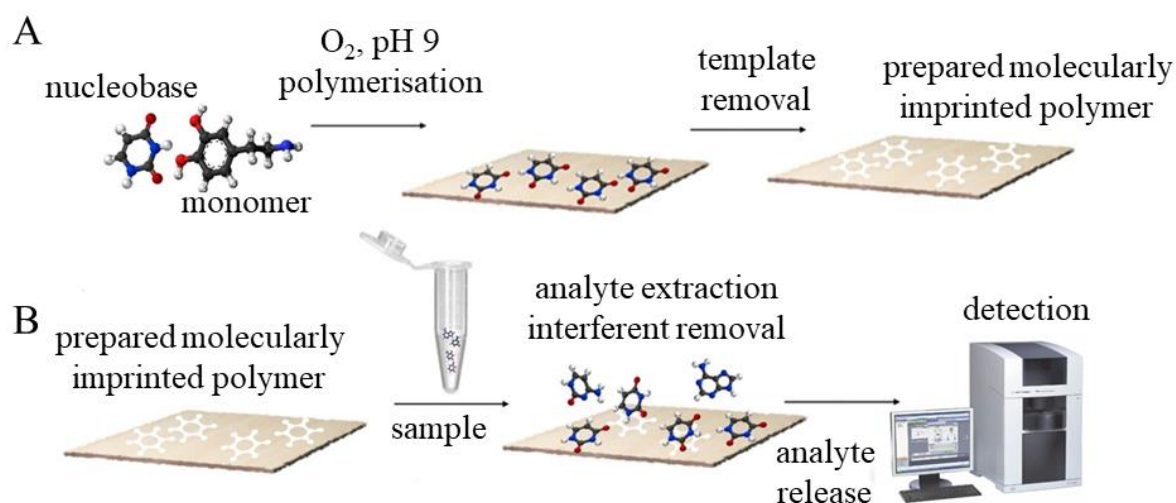 A
nucleobase
monomer
O₂, pH 9
polymerisation
template
removal
prepared molecularly
imprinted polymer
B
prepared molecularly
imprinted polymer
sample
analyte extraction
interferent removal
analyte
release
detection